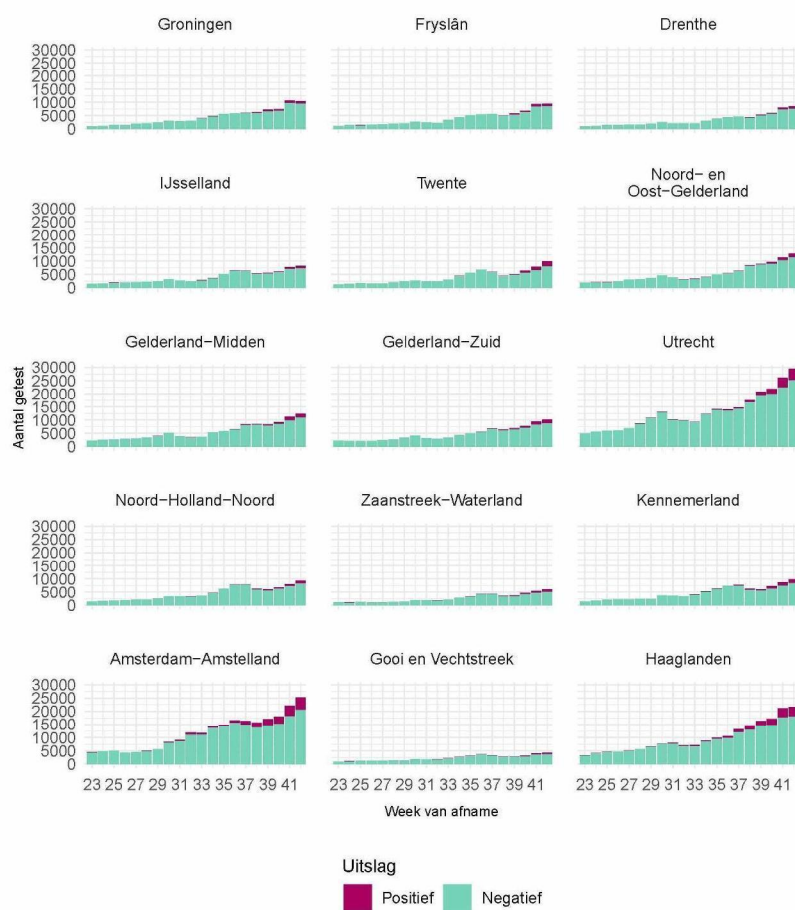 Groningen
Fryslân
Drenthe
30000
25000
20000
15000
10000
5000
0
IJsselland
Twente
Noord- en
Oost-Gelderland
30000
25000
20000
15000
10000
5000
0
Gelderland-Midden
Gelderland-Zuid
Utrecht
Aantal getest
30000
25000
20000
15000
10000
5000
0
Noord-Holland-Noord
Zaanstreek-Waterland
Kennemerland
30000
25000
20000
15000
10000
5000
0
Amsterdam-Amstelland
Gooi en Vechtstreek
Haaglanden
30000
25000
20000
15000
10000
5000
0
23 25 27 29 31 33 35 37 39 41
23 25 27 29 31 33 35 37 39 41
23 25 27 29 31 33 35 37 39 41
Week van afname
Uitslag
Positief
Negatief